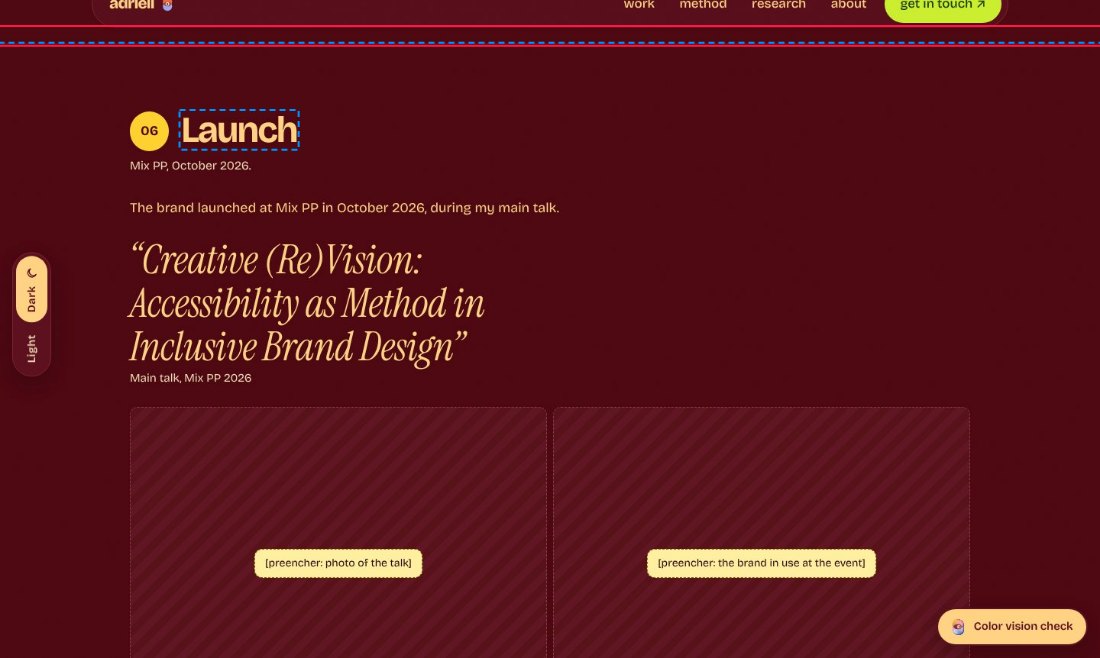 adriell
work method research about get in touch ↗
06 Launch
Mix PP, October 2026.
The brand launched at Mix PP in October 2026, during my main talk.
“Creative (Re)Vision:
Accessibility as Method in
Inclusive Brand Design”
Main talk, Mix PP 2026
Dark
Light
[preencher: photo of the talk]
[preencher: the brand in use at the event]
Color vision check